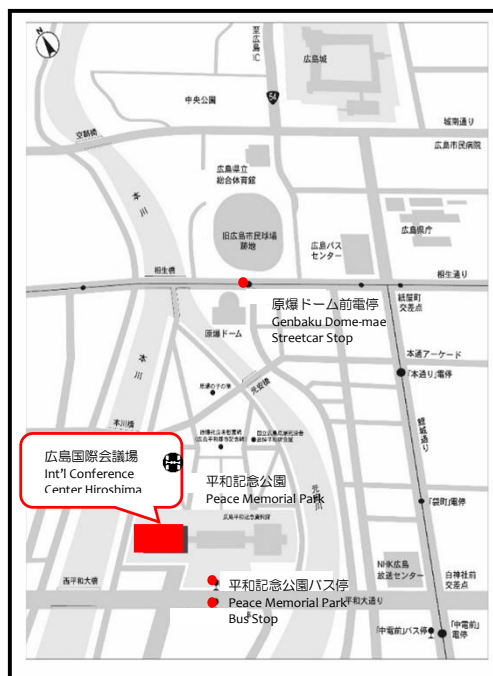 N
至広島IC
広島城
中央公園
54
城南通り
空鞘橋
広島市民病院
広島県立
総合体育館
本川
旧広島市民球場
跡地
広島バス
センター
広島県庁
相生橋
相生通り
原爆ドーム前電停
Genbaku Dome-mae
Streetcar Stop
紙屋町
交差点
原爆ドーム
本通アーケード
「本通り」電停
本川
元安橋
鯉城通り
本川橋
広島国際会議場
Int'l Conference
Center Hiroshima
平和記念公園
Peace Memorial Park
広島平和記念資料館
「袋町」電停
NHK広島
放送センター
白神社前
交差点
西平和大橋
平和記念公園バス停
Peace Memorial Park
Bus Stop
平和大通り
「中電前」バス停
「中電前」
電停